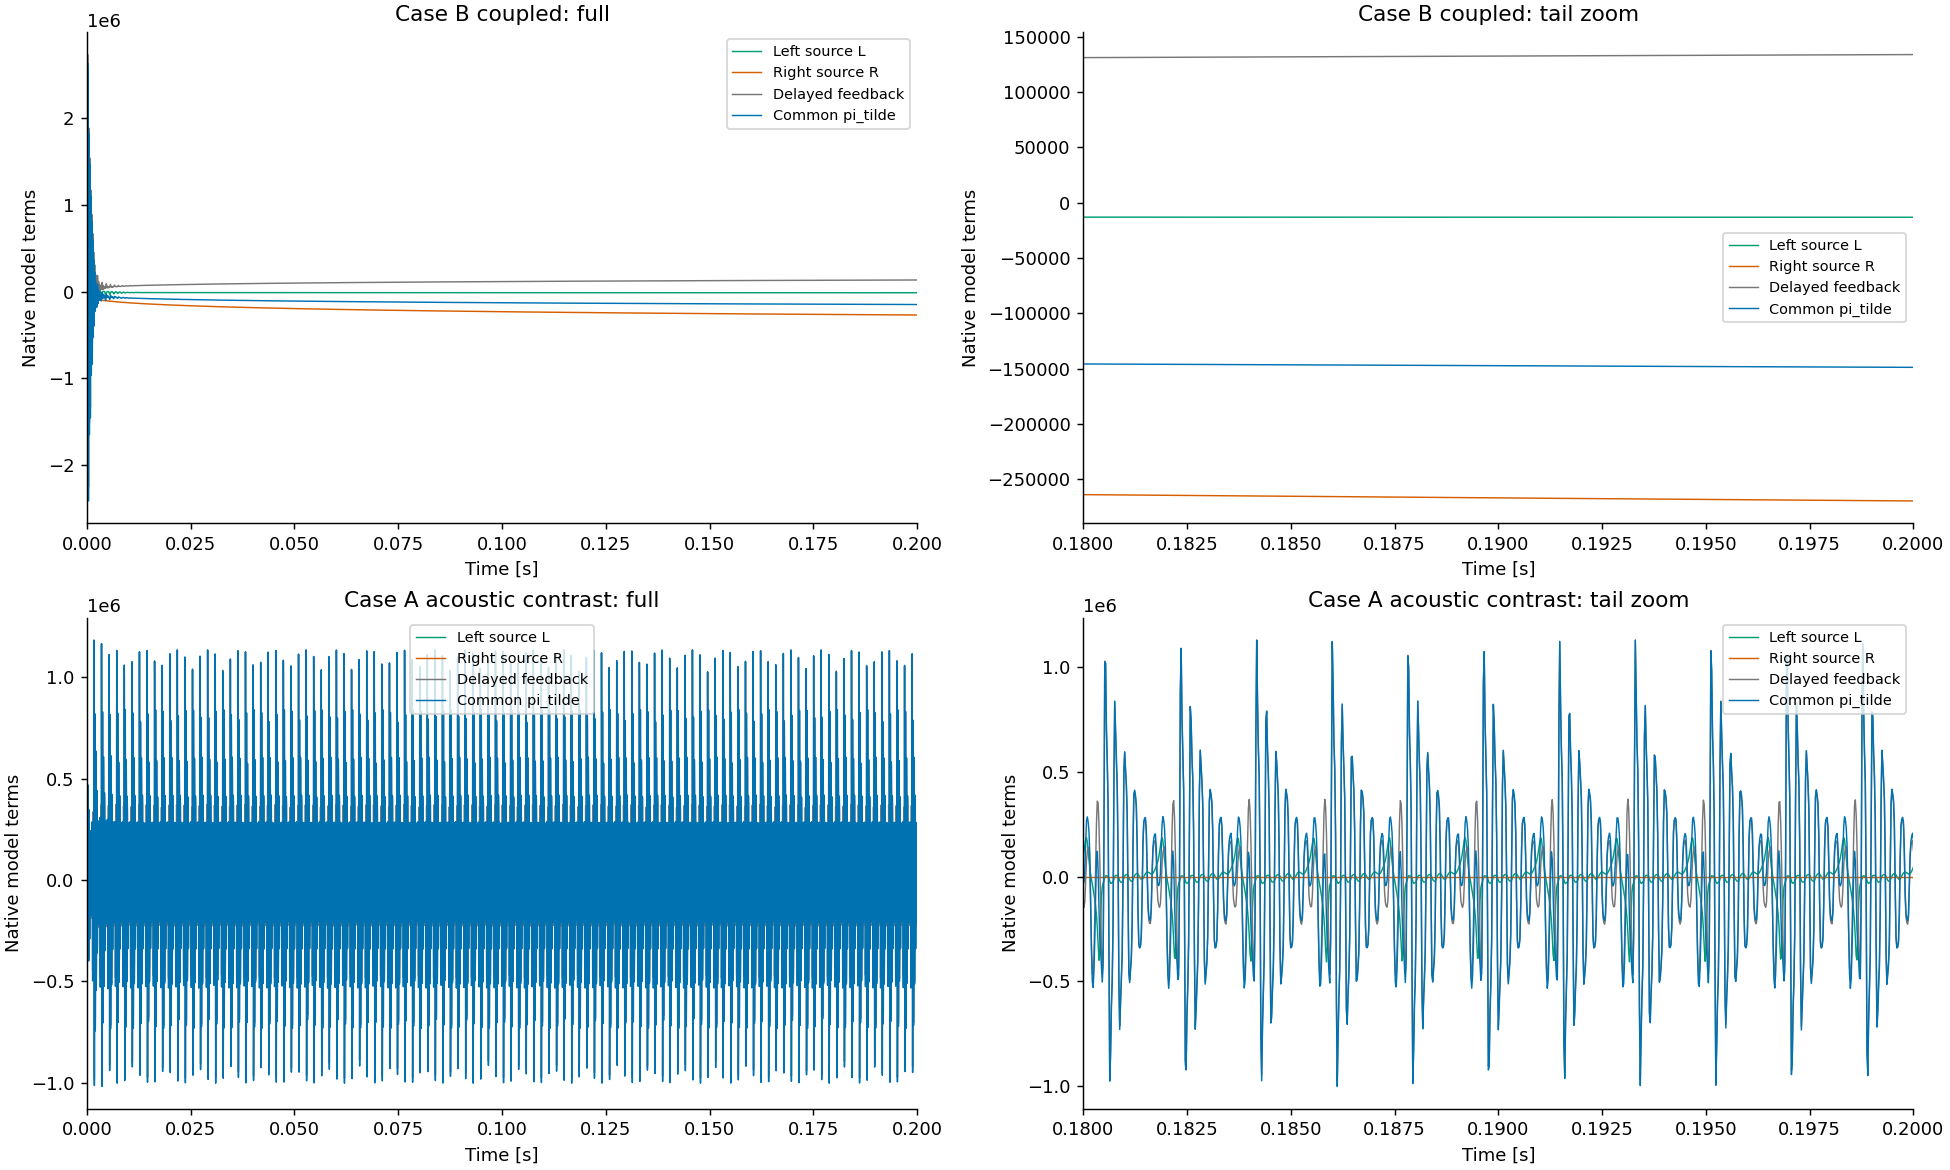 Case B coupled: full
1e6
Native model terms
2
1
0
−1
−2
Left source L
Right source R
Delayed feedback
Common pi_tilde
0.000 0.025 0.050 0.075 0.100 0.125 0.150 0.175 0.200
Time [s]
Case B coupled: tail zoom
Native model terms
150000
100000
50000
0
−50000
−100000
−150000
−200000
−250000
Left source L
Right source R
Delayed feedback
Common pi_tilde
0.1800 0.1825 0.1850 0.1875 0.1900 0.1925 0.1950 0.1975 0.2000
Time [s]
Case A acoustic contrast: full
1e6
Native model terms
1.0
0.5
0.0
−0.5
−1.0
Left source L
Right source R
Delayed feedback
Common pi_tilde
0.000 0.025 0.050 0.075 0.100 0.125 0.150 0.175 0.200
Time [s]
Case A acoustic contrast: tail zoom
1e6
Native model terms
1.0
0.5
0.0
−0.5
−1.0
Left source L
Right source R
Delayed feedback
Common pi_tilde
0.1800 0.1825 0.1850 0.1875 0.1900 0.1925 0.1950 0.1975 0.2000
Time [s]